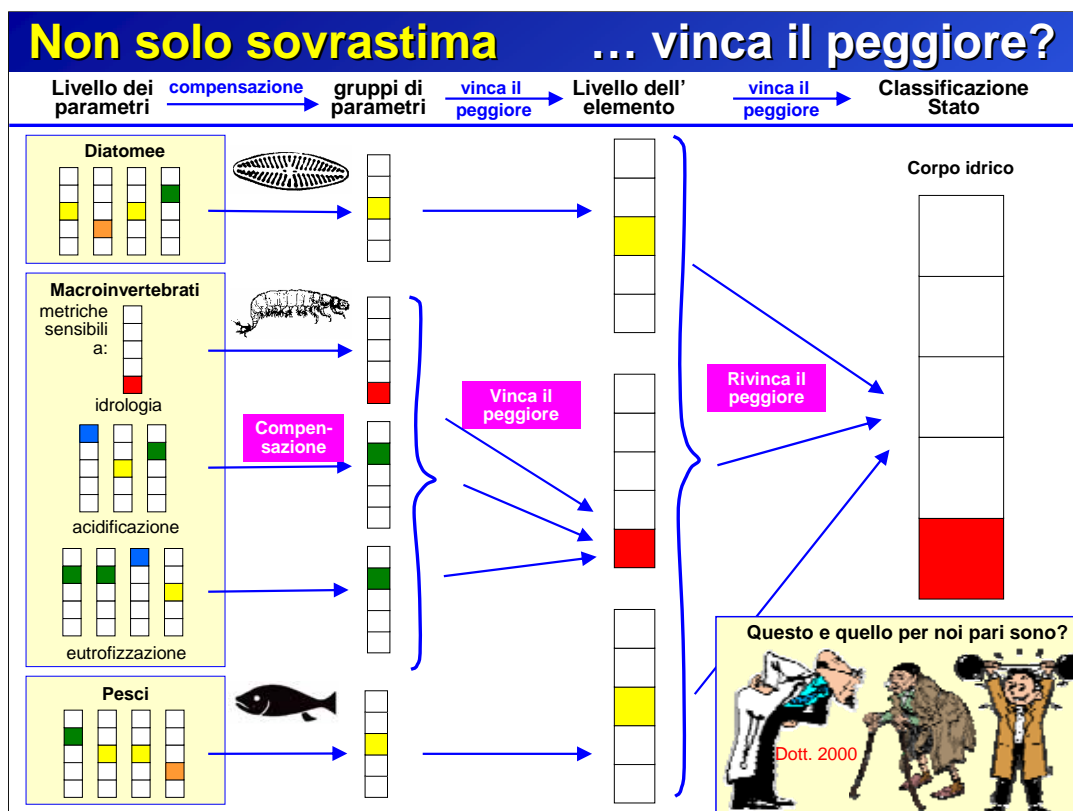 Non solo sovrastima … vinca il peggiore?
Livello dei
parametri
compensazione
gruppi di
parametri
vinca il
peggiore
Livello dell'
elemento
vinca il
peggiore
Classificazione
Stato
Diatomee
Corpo idrico
Macroinvertebrati
metriche
sensibili
a:
idrologia
Compen-
sazione
Vinca il
peggiore
Rivinca il
peggiore
acidificazione
eutrofizzazione
Pesci
Questo e quello per noi pari sono?
Dott. 2000